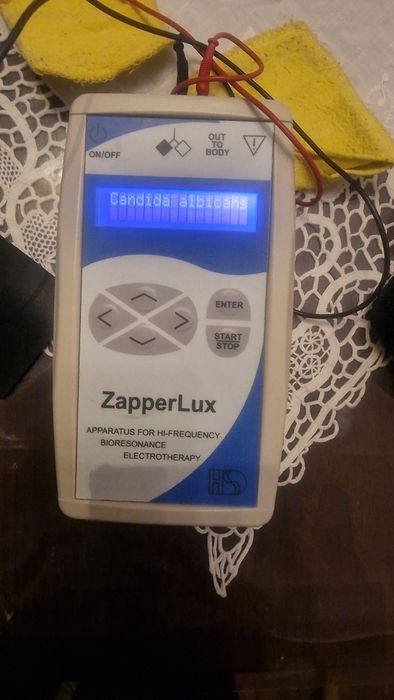 ON/OFF
OUT
TO
BODY
Candida albicans
ENTER
START
STOP
ZapperLux
APPARATUS FOR HI-FREQUENCY
BIORESONANCE
ELECTROTHERAPY